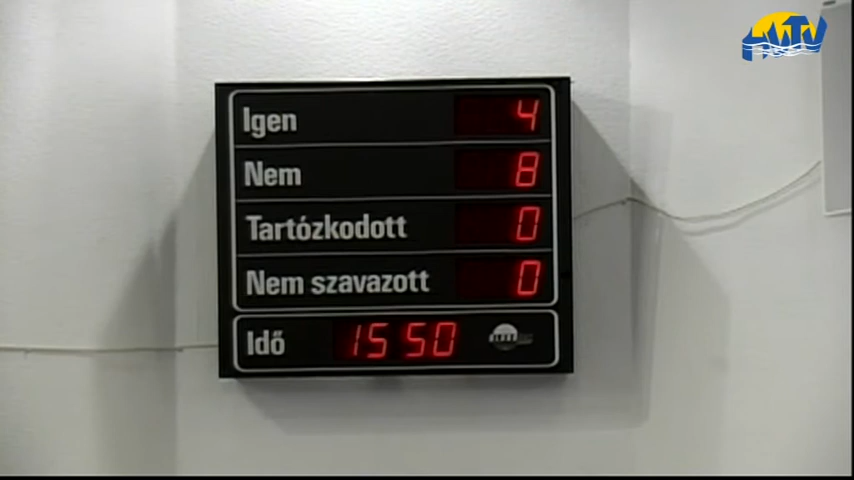 Igen 4
Nem 8
Tartózkodott 0
Nem szavazott 0
Idő 15 50